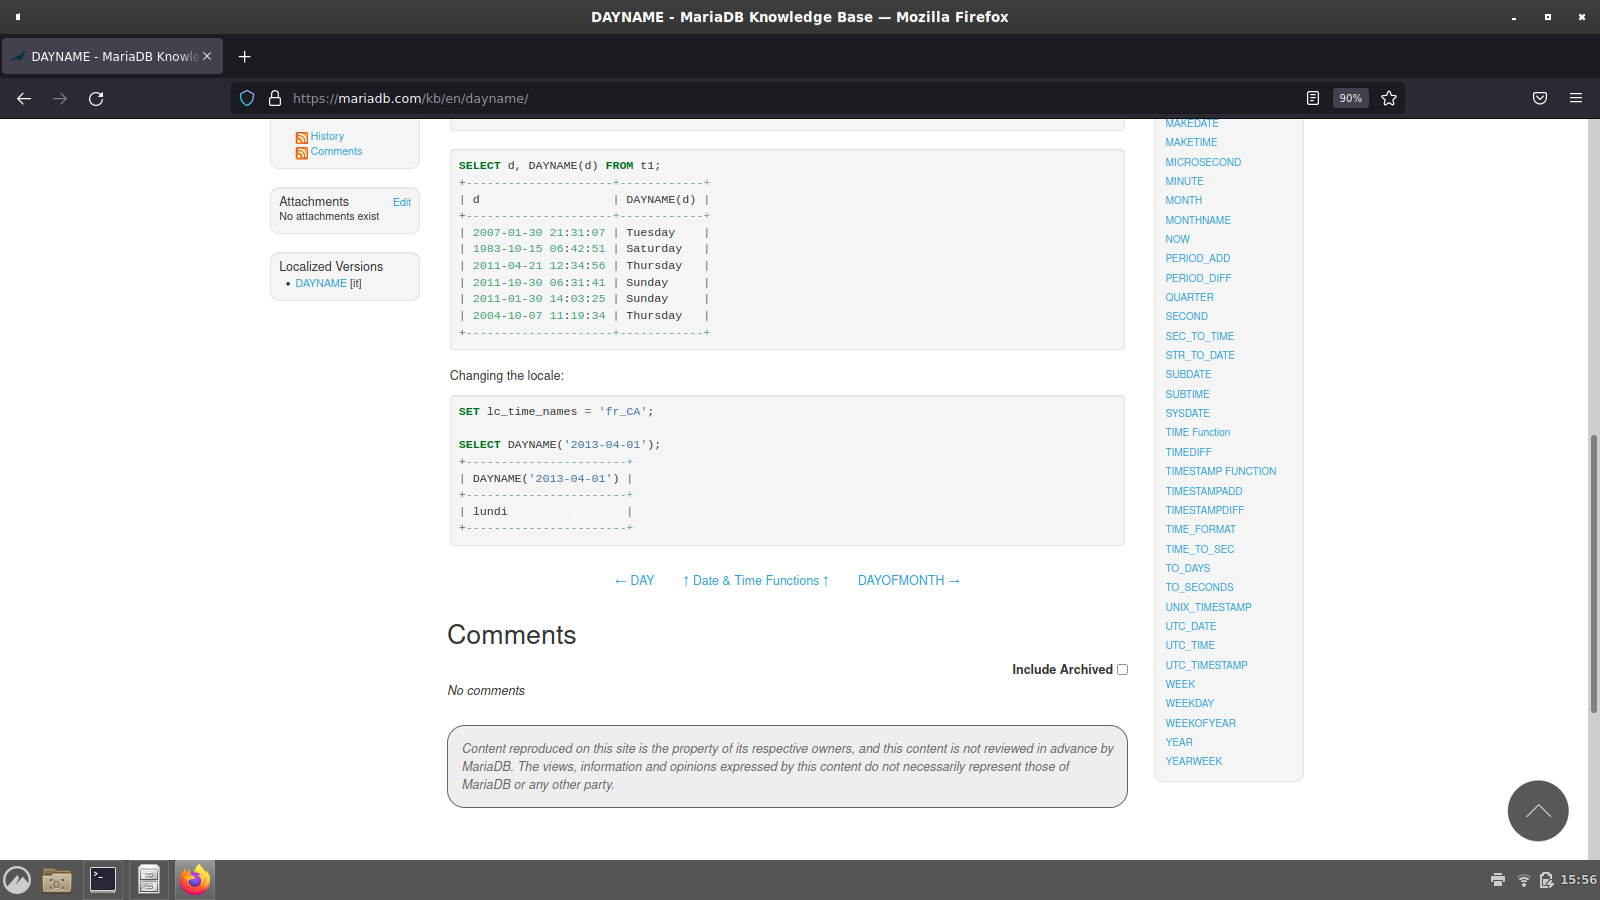 DAYNAME - MariaDB Knowledge Base — Mozilla Firefox
DAYNAME - MariaDB Knowle
https://mariadb.com/kb/en/dayname/
90%
History
Comments
Attachments
Edit
No attachments exist
Localized Versions
• DAYNAME [it]
SELECT d, DAYNAME(d) FROM t1;
+---------------------+------------+
| d                   | DAYNAME(d) |
+---------------------+------------+
| 2007-01-30 21:31:07 | Tuesday    |
| 1983-10-15 06:42:51 | Saturday   |
| 2011-04-21 12:34:56 | Thursday   |
| 2011-10-30 06:31:41 | Sunday     |
| 2011-01-30 14:03:25 | Sunday     |
| 2004-10-07 11:19:34 | Thursday   |
+---------------------+------------+
Changing the locale:
SET lc_time_names = 'fr_CA';
SELECT DAYNAME('2013-04-01');
+-----------------------+
| DAYNAME('2013-04-01') |
+-----------------------+
| lundi                 |
+-----------------------+
← DAY
↑ Date & Time Functions ↑
DAYOFMONTH →
Comments
Include Archived
No comments
Content reproduced on this site is the property of its respective owners, and this content is not reviewed in advance by
MariaDB. The views, information and opinions expressed by this content do not necessarily represent those of
MariaDB or any other party.
MAKEDATE
MAKETIME
MICROSECOND
MINUTE
MONTH
MONTHNAME
NOW
PERIOD_ADD
PERIOD_DIFF
QUARTER
SECOND
SEC_TO_TIME
STR_TO_DATE
SUBDATE
SUBTIME
SYSDATE
TIME Function
TIMEDIFF
TIMESTAMP FUNCTION
TIMESTAMPADD
TIMESTAMPDIFF
TIME_FORMAT
TIME_TO_SEC
TO_DAYS
TO_SECONDS
UNIX_TIMESTAMP
UTC_DATE
UTC_TIME
UTC_TIMESTAMP
WEEK
WEEKDAY
WEEKOFYEAR
YEAR
YEARWEEK
15:56